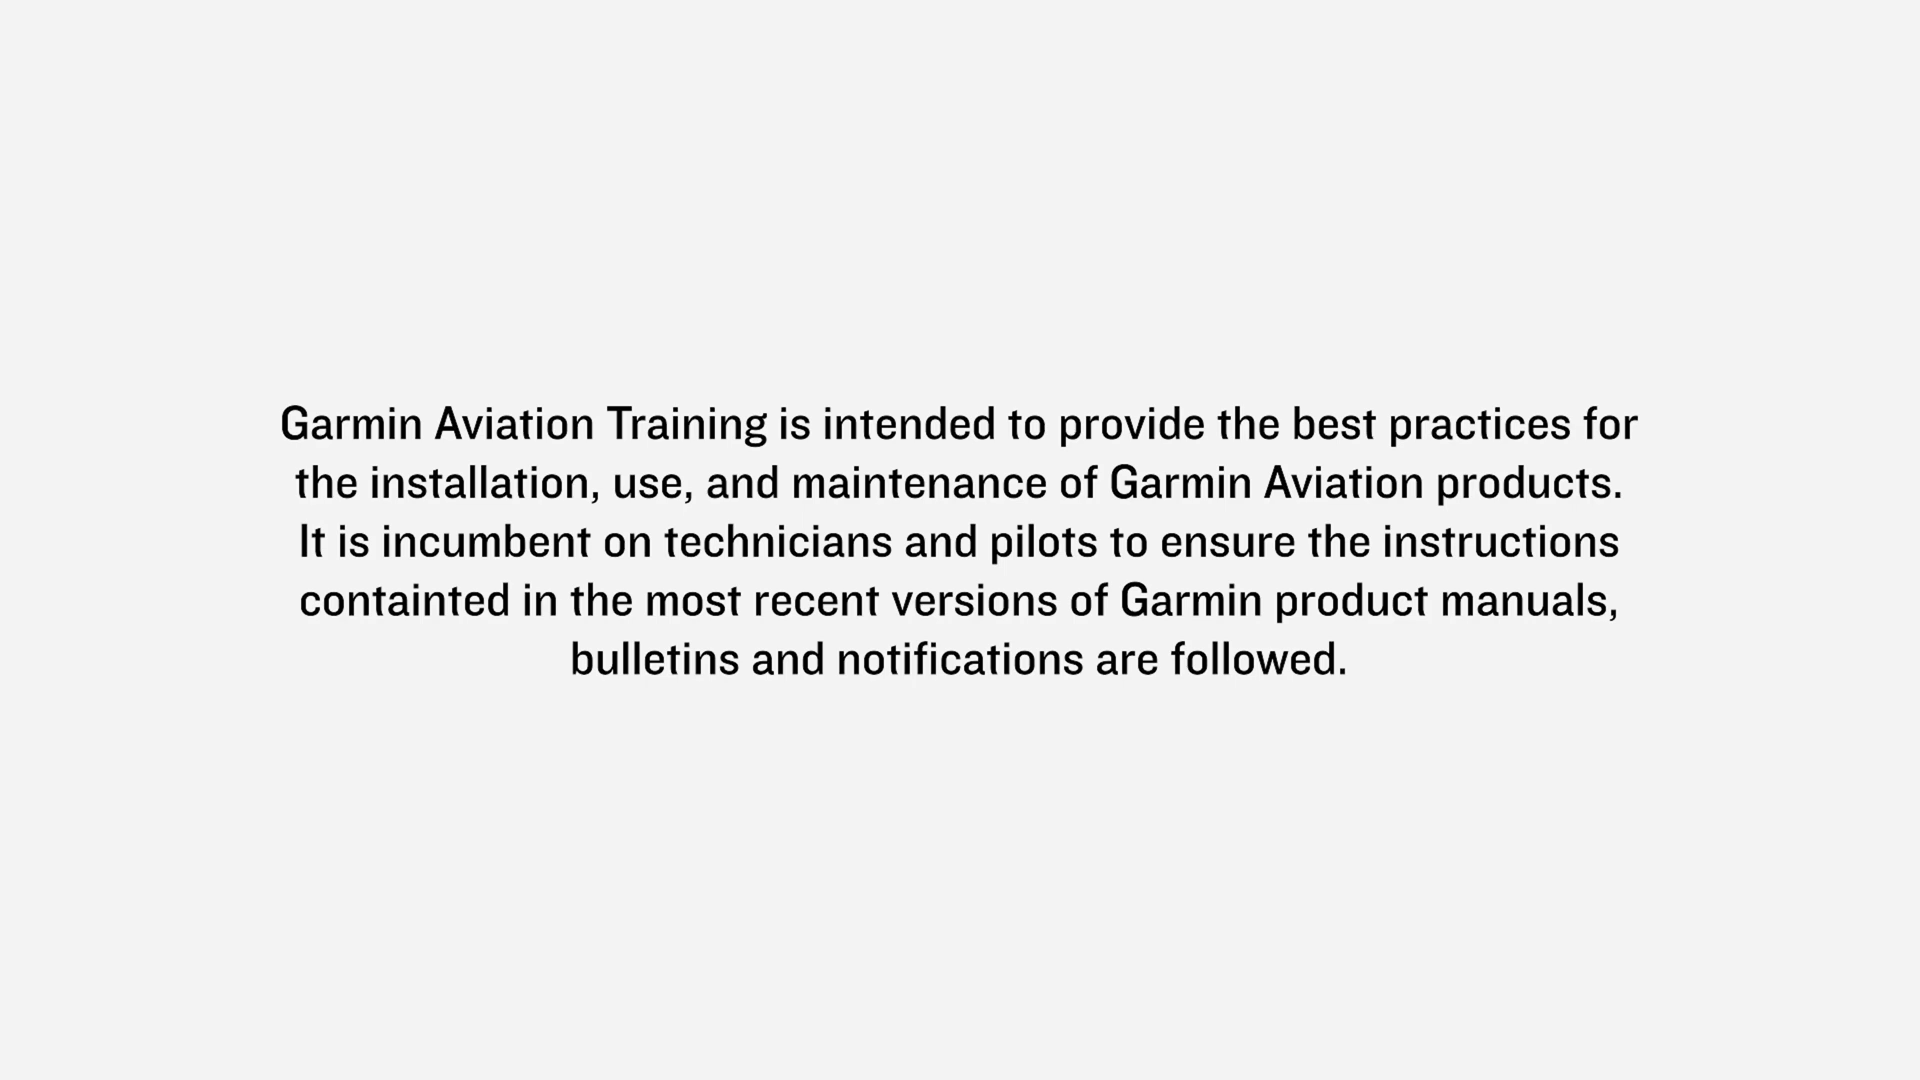 Garmin Aviation Training is intended to provide the best practices for
the installation, use, and maintenance of Garmin Aviation products.
It is incumbent on technicians and pilots to ensure the instructions
containted in the most recent versions of Garmin product manuals,
bulletins and notifications are followed.